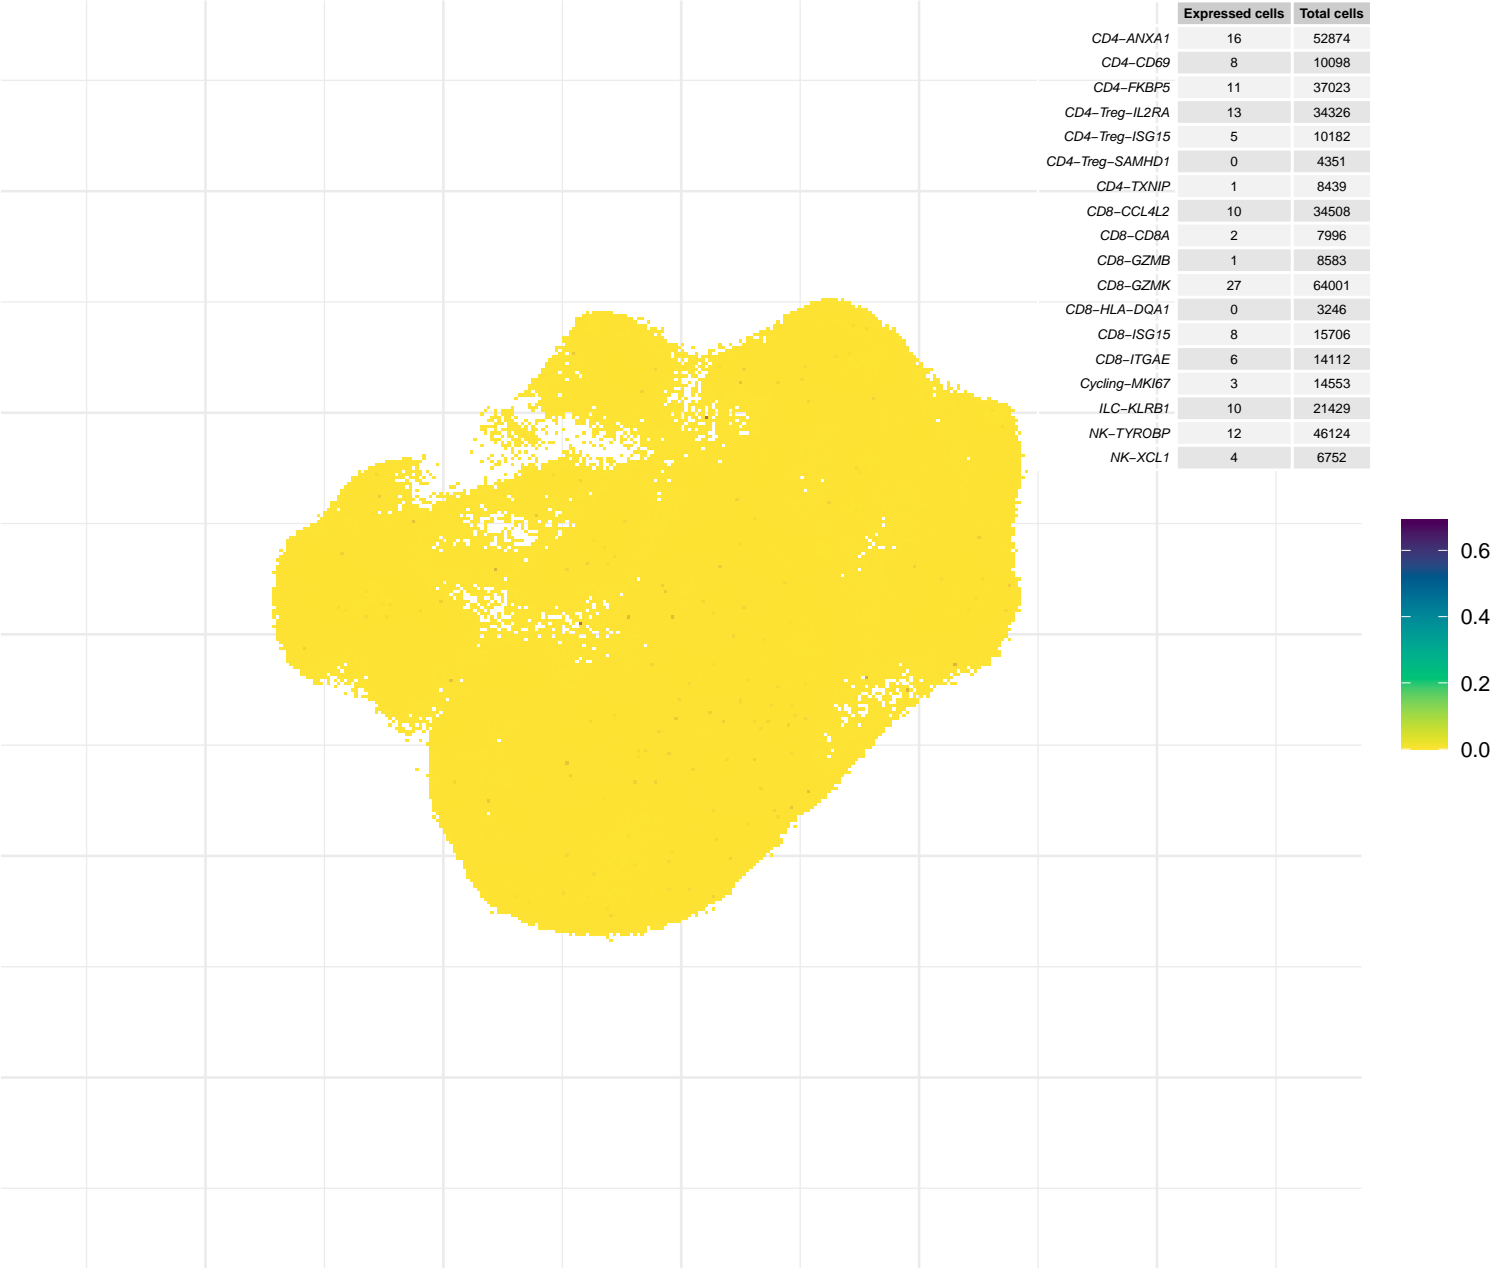 Expressed cells Total cells
CD4−ANXA1 16 52874
CD4−CD69 8 10098
CD4−FKBP5 11 37023
CD4−Treg−IL2RA 13 34326
CD4−Treg−ISG15 5 10182
CD4−Treg−SAMHD1 0 4351
CD4−TXNIP 1 8439
CD8−CCL4L2 10 34508
CD8−CD8A 2 7996
CD8−GZMB 1 8583
CD8−GZMK 27 64001
CD8−HLA−DQA1 0 3246
CD8−ISG15 8 15706
CD8−ITGAE 6 14112
Cycling−MKI67 3 14553
ILC−KLRB1 10 21429
NK−TYROBP 12 46124
NK−XCL1 4 6752
0.6
0.4
0.2
0.0